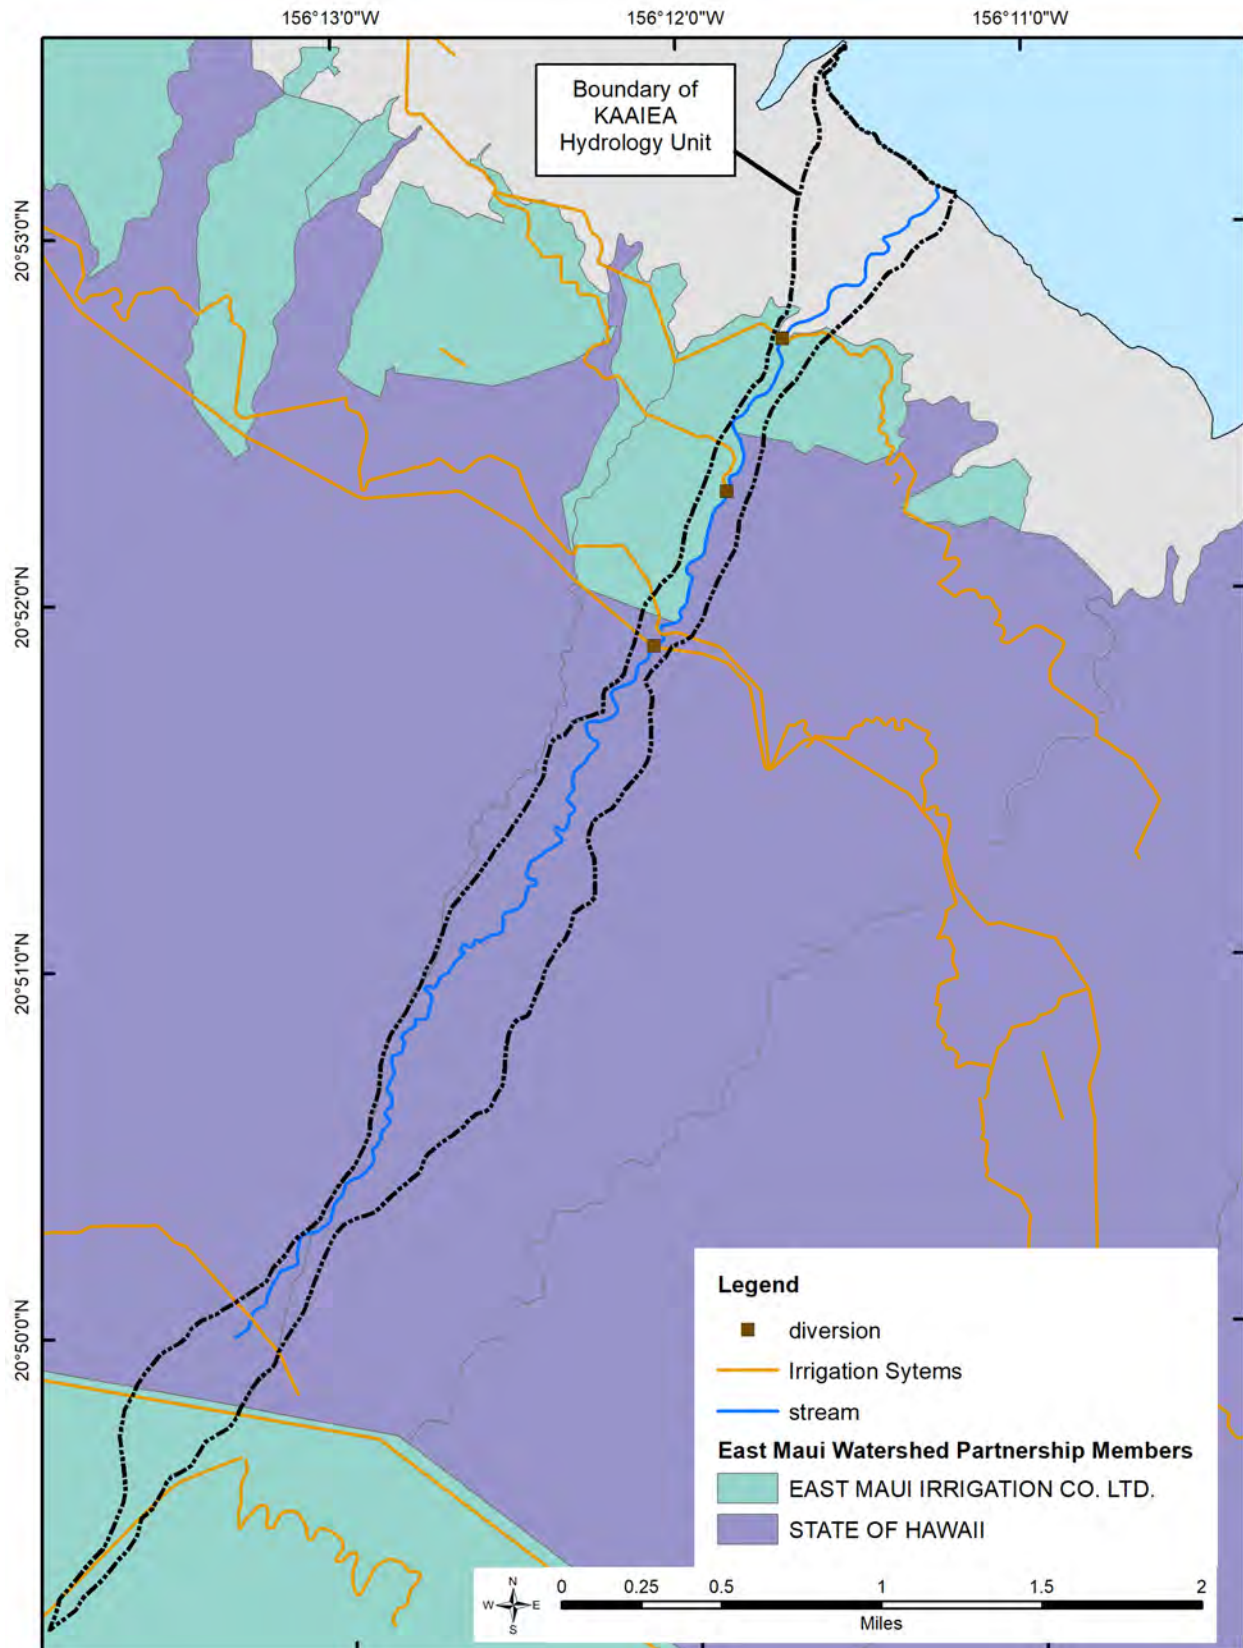 156°13'0"W
156°12'0"W
156°11'0"W
Boundary of
KAAIEA
Hydrology Unit
20°53'0"N
20°52'0"N
20°51'0"N
20°50'0"N
Legend
diversion
Irrigation Sytems
stream
East Maui Watershed Partnership Members
EAST MAUI IRRIGATION CO. LTD.
STATE OF HAWAII
N
W E
S
0 0.25 0.5 1 1.5 2
Miles